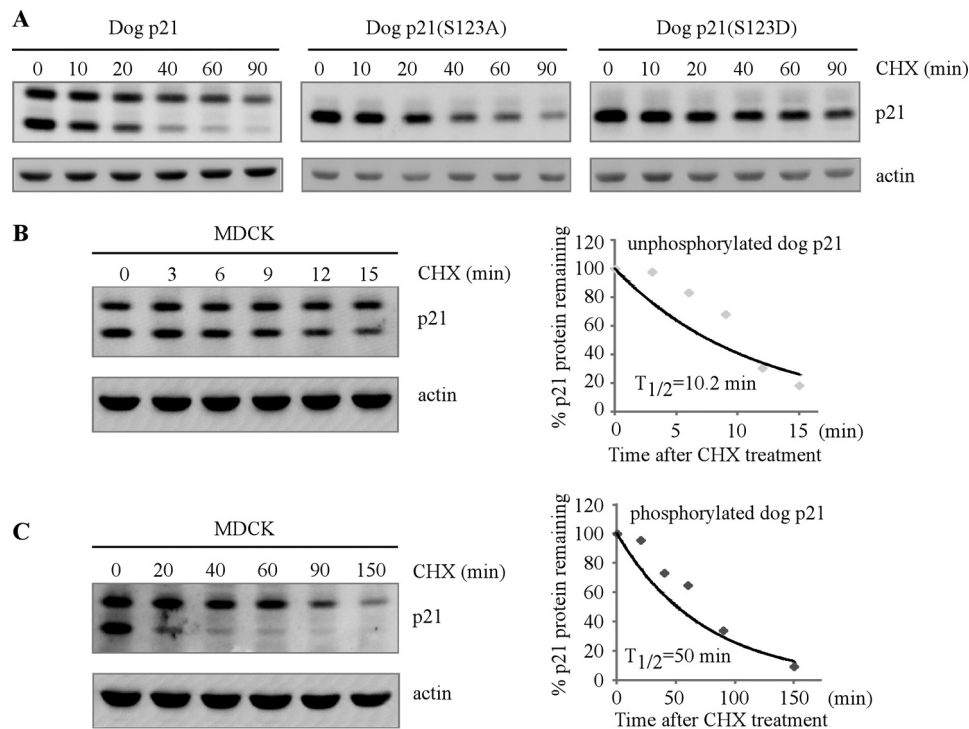 A
Dog p21 Dog p21(S123A) Dog p21(S123D)
0 10 20 40 60 90 0 10 20 40 60 90 0 10 20 40 60 90 CHX (min)
p21
actin
B
MDCK
0 3 6 9 12 15 CHX (min)
p21
actin
% p21 protein remaining
120
100
80
60
40
20
0
unphosphorylated dog p21
T1/2=10.2 min
0 5 10 15 (min)
Time after CHX treatment
C
MDCK
0 20 40 60 90 150 CHX (min)
p21
actin
% p21 protein remaining
120
100
80
60
40
20
0
phosphorylated dog p21
T1/2=50 min
0 50 100 150 (min)
Time after CHX treatment